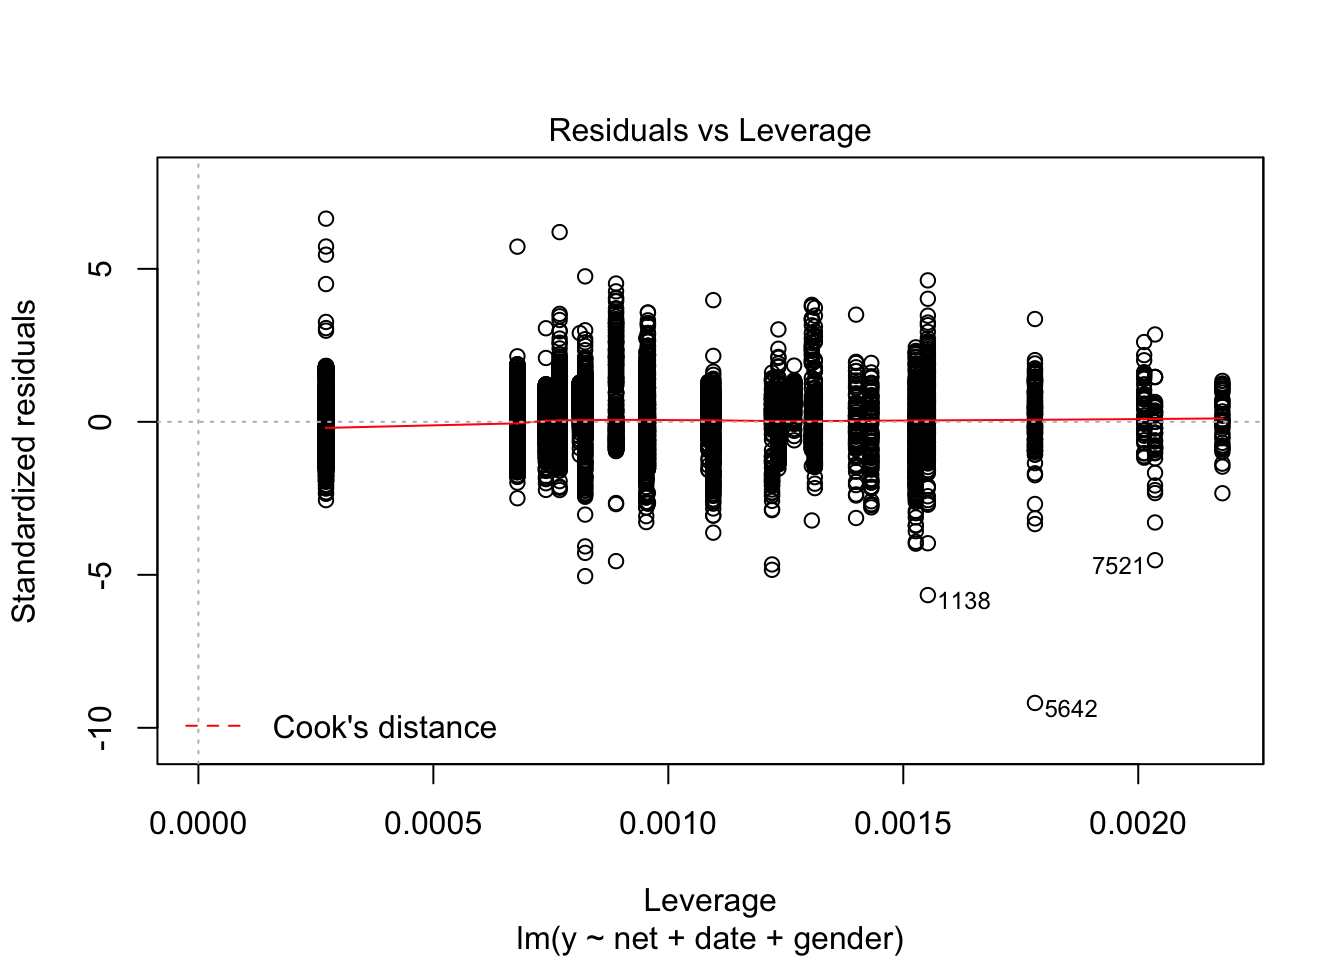 Residuals vs Leverage
Standardized residuals
5
0
-5
-10
7521
1138
5642
Cook's distance
0.0000
0.0005
0.0010
0.0015
0.0020
Leverage
lm(y ~ net + date + gender)